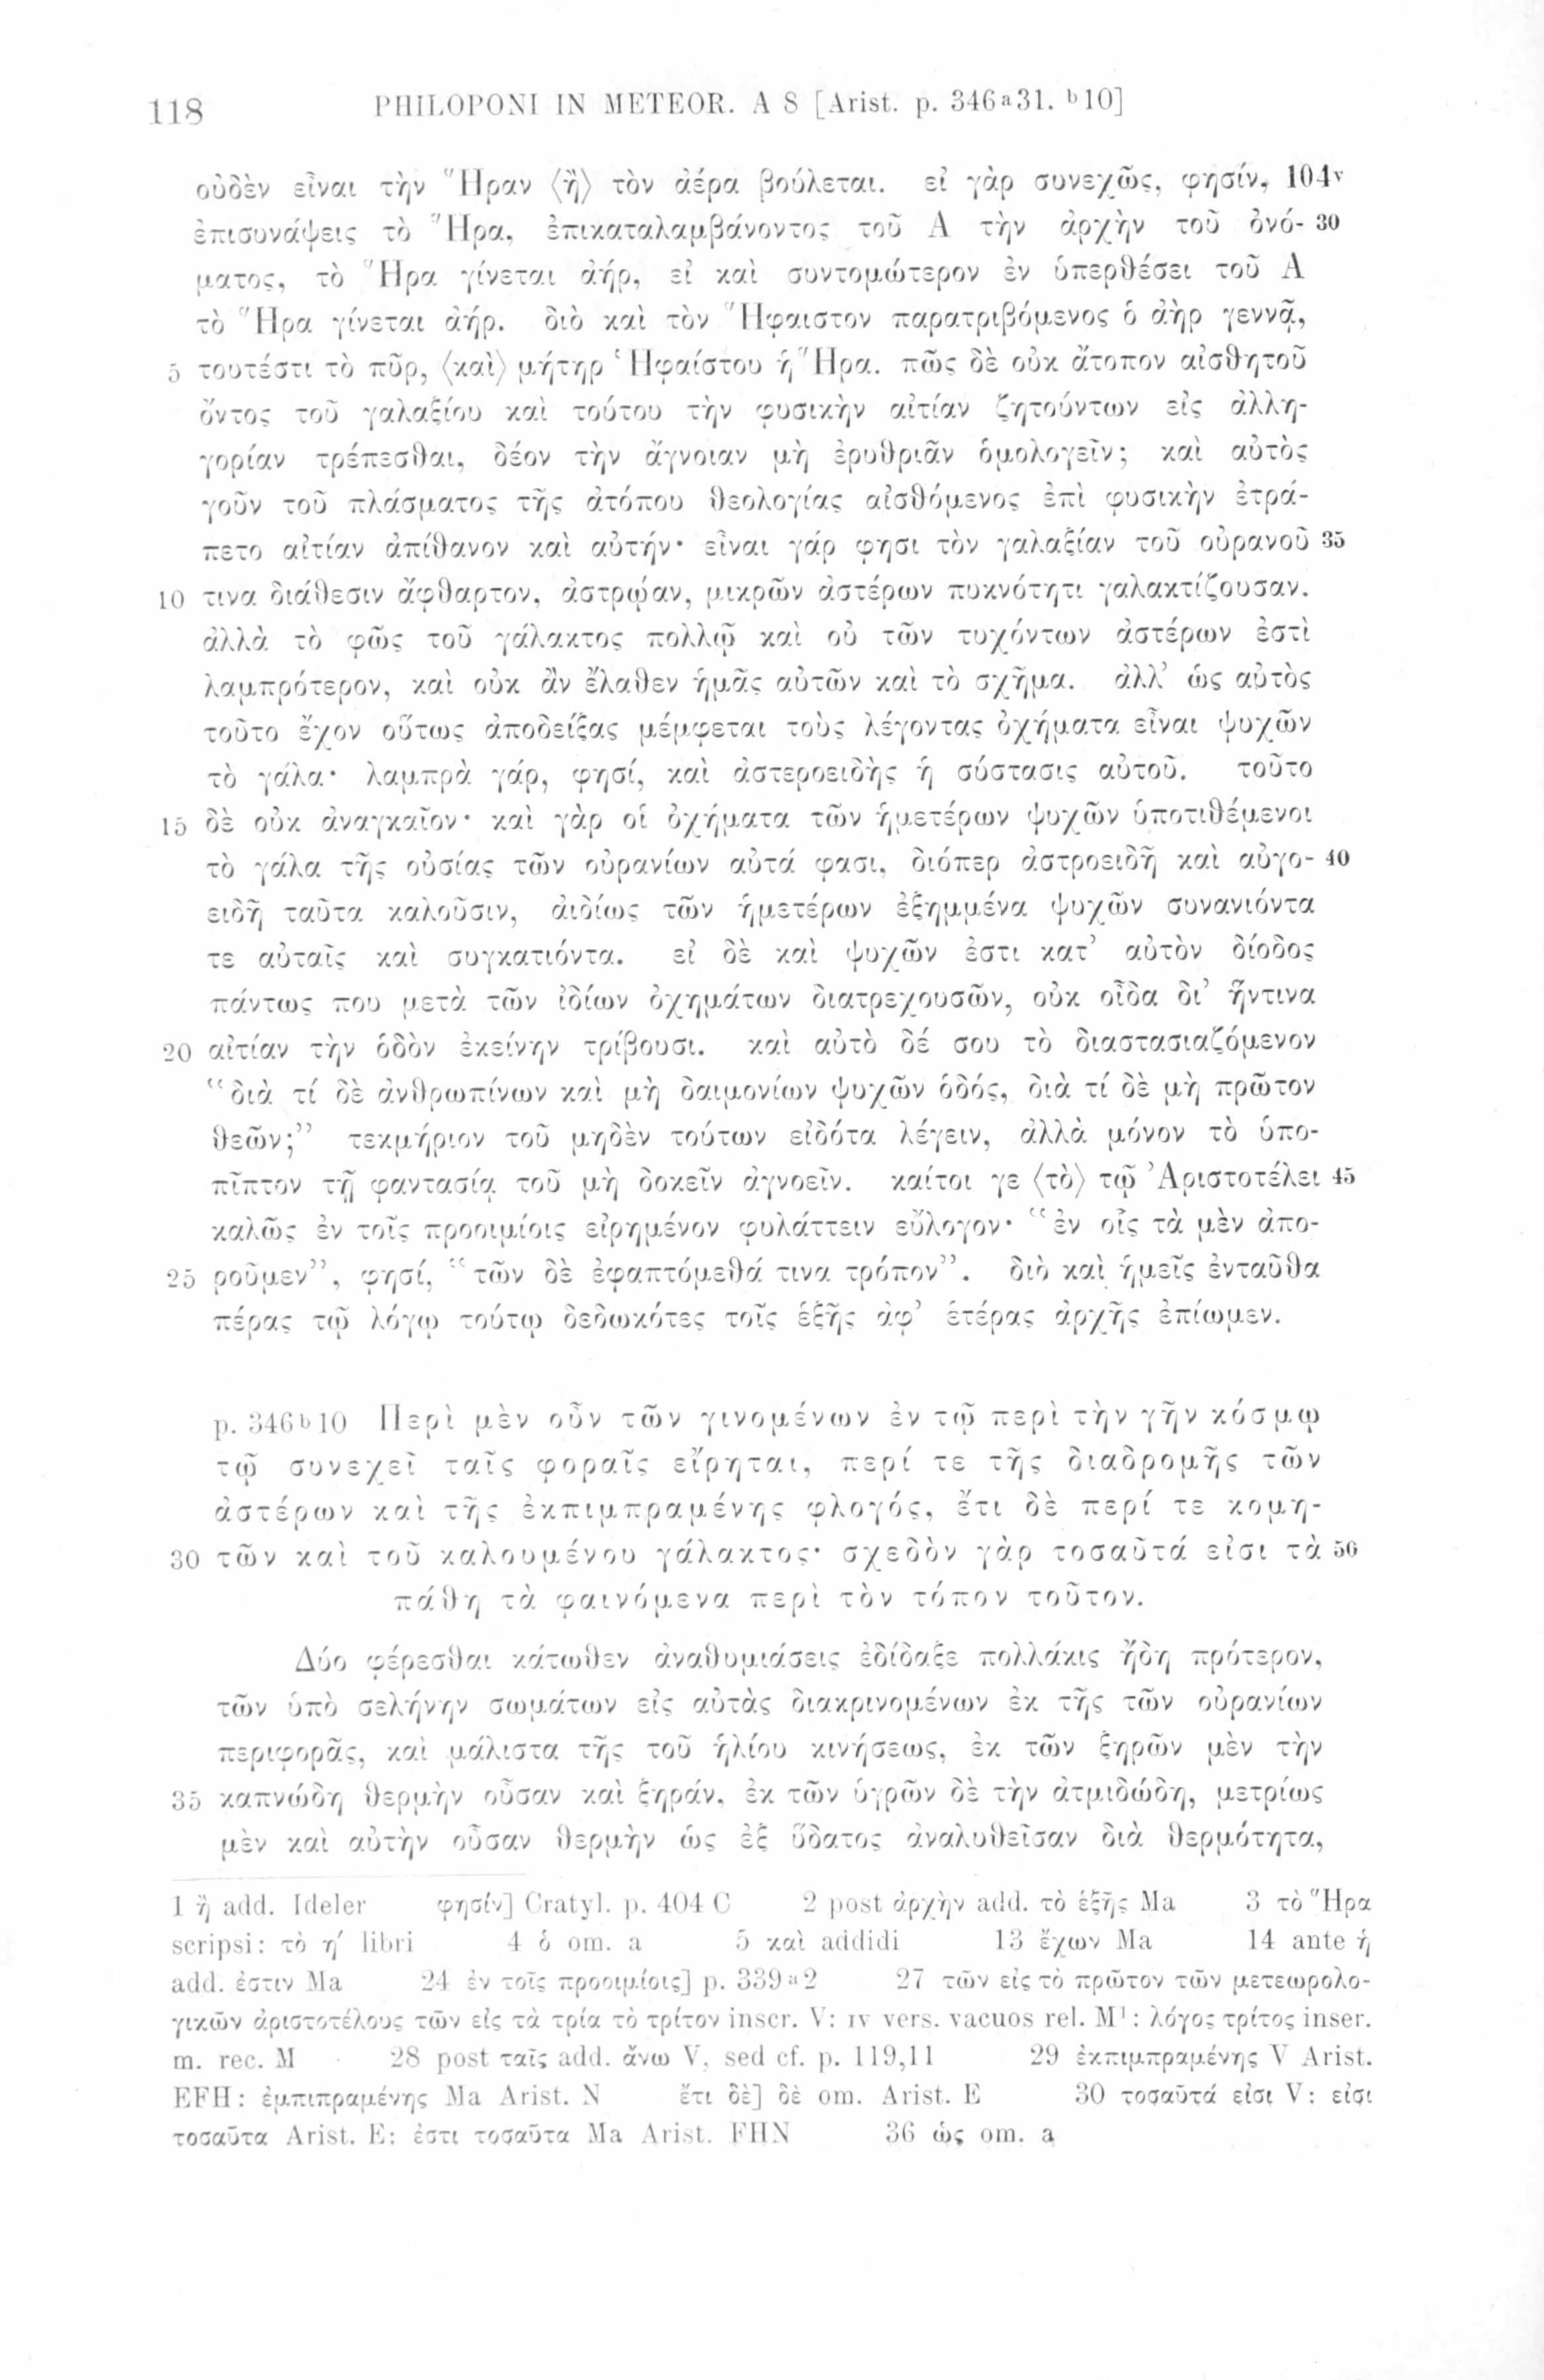 118 PHILOPONI IN METEOR. A 8 [Arist. p. 346a31. b10]
οὐδὲν εἶναι τὴν Ἥραν ⟨ἢ⟩ τὸν ἀέρα βούλεται. εἰ γὰρ συνεχῶς, φησίν, 104v
ἐπισυνάψεις τὸ Ἥρα, ἐπικαταλαμβάνοντος τοῦ Α τὴν ἀρχὴν τοῦ ὀνό- 30
ματος, τὸ Ἥρα γίνεται ἀήρ, εἰ καὶ συντομώτερον ἐν ὑπερθέσει τοῦ Α
τὸ Ἥρα γίνεται ἀήρ. διὸ καὶ τὸν Ἥφαιστον παρατριβόμενος ὁ ἀὴρ γεννᾷ,
5 τουτέστι τὸ πῦρ, ⟨καὶ⟩ μήτηρ Ἡφαίστου ἡ Ἥρα. πῶς δὲ οὐκ ἄτοπον αἰσθητοῦ
ὄντος τοῦ γαλαξίου καὶ τούτου τὴν φυσικὴν αἰτίαν ζητούντων εἰς ἀλλη-
γορίαν τρέπεσθαι, δέον τὴν ἄγνοιαν μὴ ἐρυθριᾶν ὁμολογεῖν; καὶ αὐτὸς
γοῦν τοῦ πλάσματος τῆς ἀτόπου θεολογίας αἰσθόμενος ἐπὶ φυσικὴν ἐτρά-
πετο αἰτίαν ἀπίθανον καὶ αὐτήν· εἶναι γάρ φησι τὸν γαλαξίαν τοῦ οὐρανοῦ 35
10 τινα διάθεσιν ἄφθαρτον, ἀστρῴαν, μικρῶν ἀστέρων πυκνότητι γαλακτίζουσαν.
ἀλλὰ τὸ φῶς τοῦ γάλακτος πολλῷ καὶ οὐ τῶν τυχόντων ἀστέρων ἐστὶ
λαμπρότερον, καὶ οὐκ ἂν ἔλαθεν ἡμᾶς αὐτῶν καὶ τὸ σχῆμα. ἀλλ’ ὡς αὐτὸς
τοῦτο ἔχον οὕτως ἀποδείξας μέμφεται τοὺς λέγοντας ὀχήματα εἶναι ψυχῶν
τὸ γάλα· λαμπρὰ γάρ, φησί, καὶ ἀστεροειδὴς ἡ σύστασις αὐτοῦ. τοῦτο
15 δὲ οὐκ ἀναγκαῖον· καὶ γὰρ οἱ ὀχήματα τῶν ἡμετέρων ψυχῶν ὑποτιθέμενοι
τὸ γάλα τῆς οὐσίας τῶν οὐρανίων αὐτά φασι, διόπερ ἀστροειδῆ καὶ αὐγο- 40
ειδῆ ταῦτα καλοῦσιν, ἀιδίως τῶν ἡμετέρων ἐξημμένα ψυχῶν συνανιόντα
τε αὐταῖς καὶ συγκατιόντα. εἰ δὲ καὶ ψυχῶν ἐστι κατ’ αὐτὸν δίοδος
πάντως που μετὰ τῶν ἰδίων ὀχημάτων διατρεχουσῶν, οὐκ οἶδα δι’ ἥντινα
20 αἰτίαν τὴν ὁδὸν ἐκείνην τρίβουσι. καὶ αὐτὸ δέ σου τὸ διαστασιαζόμενον
“διὰ τί δὲ ἀνθρωπίνων καὶ μὴ δαιμονίων ψυχῶν ὁδός, διὰ τί δὲ μὴ πρῶτον
θεῶν;” τεκμήριον τοῦ μηδὲν τούτων εἰδότα λέγειν, ἀλλὰ μόνον τὸ ὑπο-
πῖπτον τῇ φαντασίᾳ τοῦ μὴ δοκεῖν ἀγνοεῖν. καίτοι γε ⟨τὸ⟩ τῷ Ἀριστοτέλει 45
καλῶς ἐν τοῖς προοιμίοις εἰρημένον φυλάττειν εὔλογον· “ἐν οἷς τὰ μὲν ἀπο-
25 ροῦμεν”, φησί, “τῶν δὲ ἐφαπτόμεθά τινα τρόπον”. διὸ καὶ ἡμεῖς ἐνταῦθα
πέρας τῷ λόγῳ τούτῳ δεδωκότες τοῖς ἑξῆς ἀφ’ ἑτέρας ἀρχῆς ἐπίωμεν.
p. 346b10 Περὶ μὲν οὖν τῶν γινομένων ἐν τῷ περὶ τὴν γῆν κόσμῳ
τῷ συνεχεῖ ταῖς φοραῖς εἴρηται, περί τε τῆς διαδρομῆς τῶν
ἀστέρων καὶ τῆς ἐκπιμπραμένης φλογός, ἔτι δὲ περί τε κομη-
30 τῶν καὶ τοῦ καλουμένου γάλακτος· σχεδὸν γὰρ τοσαῦτά εἰσι τὰ 50
πάθη τὰ φαινόμενα περὶ τὸν τόπον τοῦτον.
Δύο φέρεσθαι κάτωθεν ἀναθυμιάσεις ἐδίδαξε πολλάκις ἤδη πρότερον,
τῶν ὑπὸ σελήνην σωμάτων εἰς αὐτὰς διακρινομένων ἐκ τῆς τῶν οὐρανίων
περιφορᾶς, καὶ μάλιστα τῆς τοῦ ἡλίου κινήσεως, ἐκ τῶν ξηρῶν μὲν τὴν
35 καπνώδη θερμὴν οὖσαν καὶ ξηράν, ἐκ τῶν ὑγρῶν δὲ τὴν ἀτμιδώδη, μετρίως
μὲν καὶ αὐτὴν οὖσαν θερμὴν ὡς ἐξ ὕδατος ἀναλυθεῖσαν διὰ θερμότητα,
1 ἢ add. Ideler φησίν] Cratyl. p. 404 C 2 post ἀρχὴν add. τὸ ἑξῆς Ma 3 τὸ Ἥρα
scripsi: τὸ η′ libri 4 ὁ om. a 5 καὶ addidi 13 ἔχων Ma 14 ante ἡ
add. ἐστιν Ma 24 ἐν τοῖς προοιμίοις] p. 339a2 27 τῶν εἰς τὸ πρῶτον τῶν μετεωρολο-
γικῶν ἀριστοτέλους τῶν εἰς τὰ τρία τὸ τρίτον inscr. V: IV vers. vacuos rel. M¹: λόγος τρίτος inser.
m. rec. M 28 post ταῖς add. ἄνω V, sed cf. p. 119,11 29 ἐκπιμπραμένης V Arist.
EFH: ἐμπιπραμένης Ma Arist. N ἔτι δὲ] δὲ om. Arist. E 30 τοσαῦτά εἰσι V: εἰσι
τοσαῦτα Arist. E: ἐστι τοσαῦτα Ma Arist. FHN 36 ὡς om. a